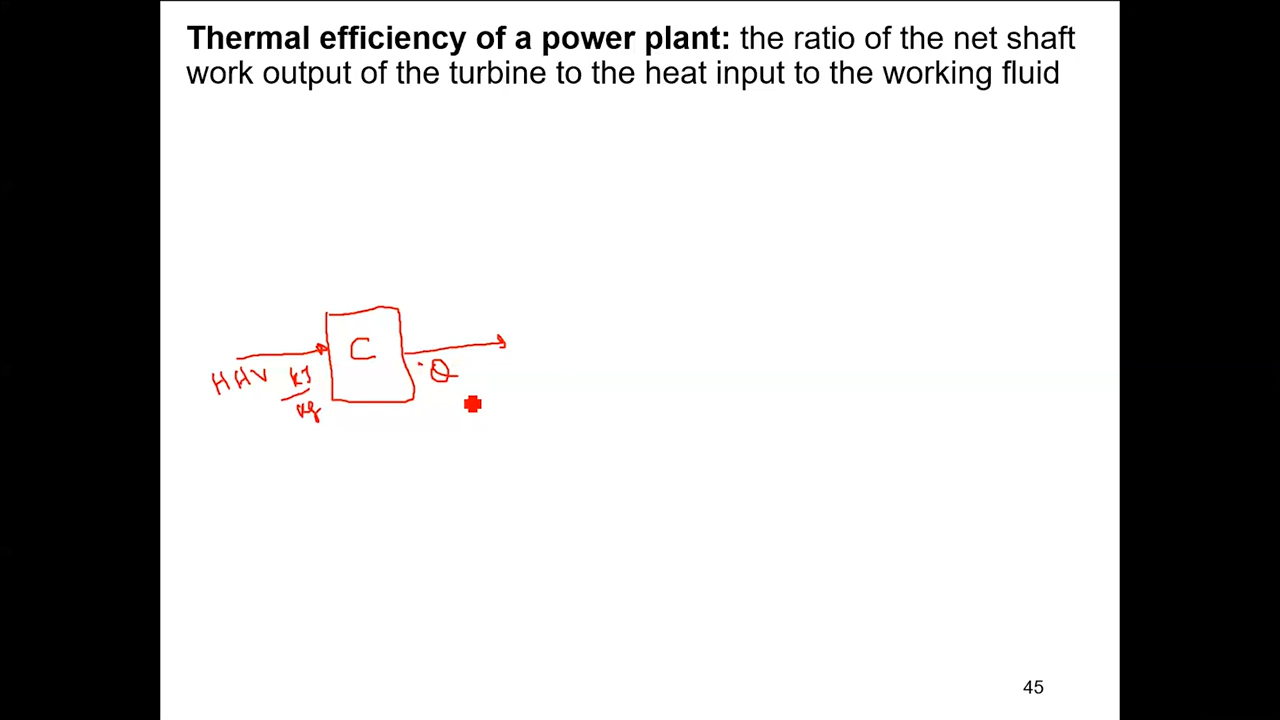 Thermal efficiency of a power plant: the ratio of the net shaft
work output of the turbine to the heat input to the working fluid
C
HHV kJ
kg
Q
45